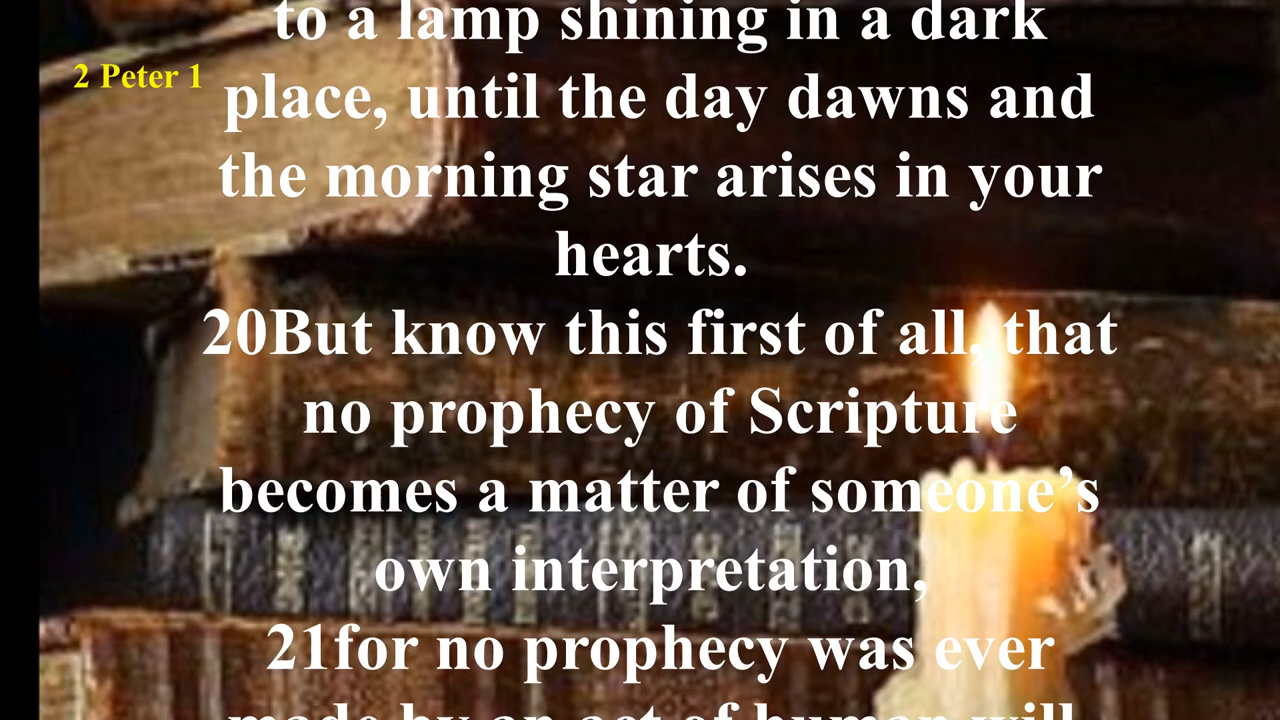 to a lamp shining in a dark
2 Peter 1
place, until the day dawns and
the morning star arises in your
hearts.
20But know this first of all, that
no prophecy of Scripture
becomes a matter of someone’s
own interpretation,
21for no prophecy was ever
made by an act of human will,